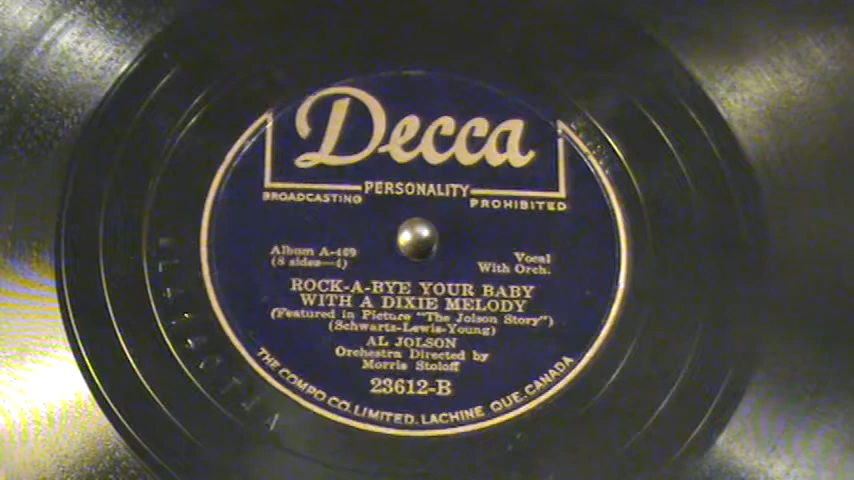 Decca
PERSONALITY
BROADCASTING PROHIBITED
Album A-469
(8 sides—4)
Vocal
With Orch.
ROCK-A-BYE YOUR BABY
WITH A DIXIE MELODY
(Featured in Picture "The Jolson Story")
(Schwartz-Lewis-Young)
AL JOLSON
Orchestra Directed by
Morris Stoloff
23612-B
THE COMPO CO. LIMITED. LACHINE QUE. CANADA